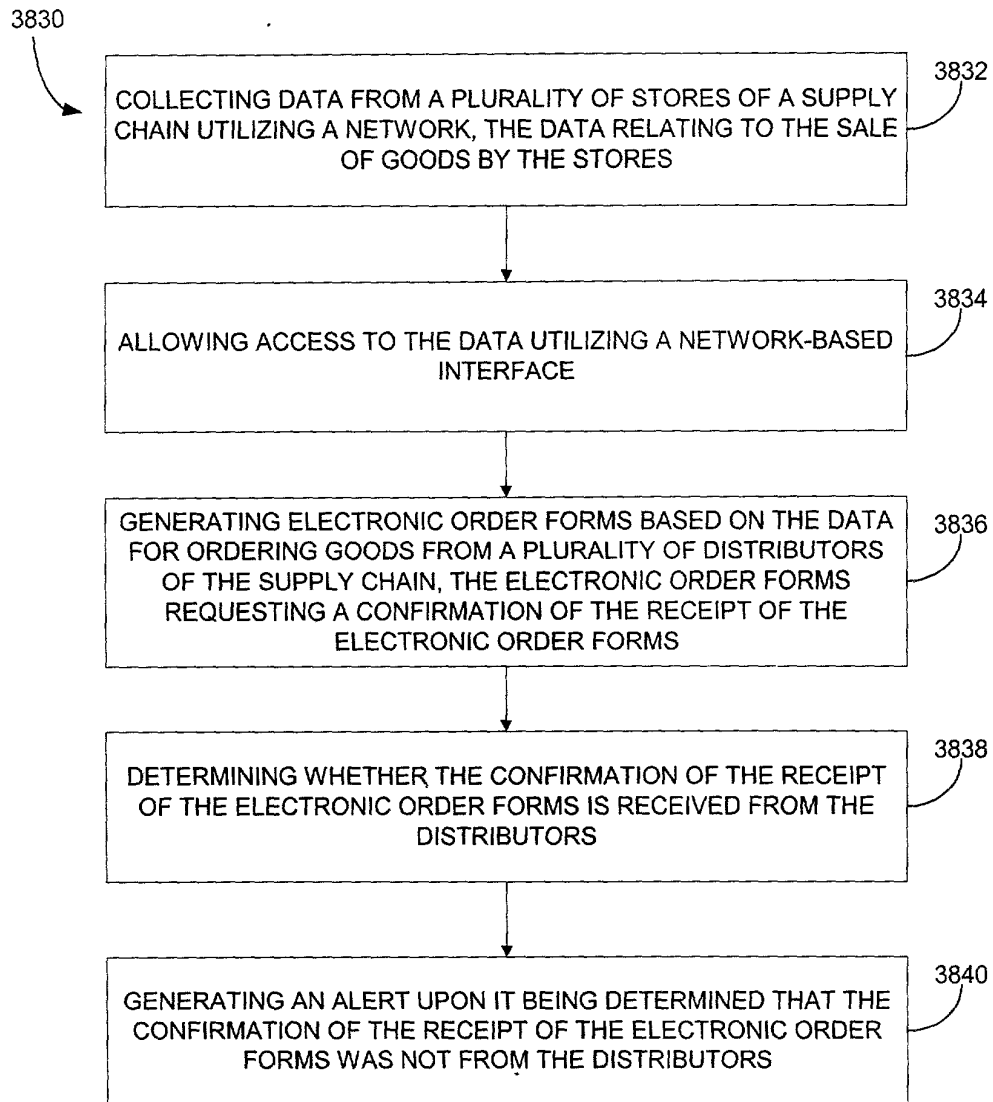 3830
COLLECTING DATA FROM A PLURALITY OF STORES OF A SUPPLY
CHAIN UTILIZING A NETWORK, THE DATA RELATING TO THE SALE
OF GOODS BY THE STORES
3832
ALLOWING ACCESS TO THE DATA UTILIZING A NETWORK-BASED
INTERFACE
3834
GENERATING ELECTRONIC ORDER FORMS BASED ON THE DATA
FOR ORDERING GOODS FROM A PLURALITY OF DISTRIBUTORS
OF THE SUPPLY CHAIN, THE ELECTRONIC ORDER FORMS
REQUESTING A CONFIRMATION OF THE RECEIPT OF THE
ELECTRONIC ORDER FORMS
3836
DETERMINING WHETHER THE CONFIRMATION OF THE RECEIPT
OF THE ELECTRONIC ORDER FORMS IS RECEIVED FROM THE
DISTRIBUTORS
3838
GENERATING AN ALERT UPON IT BEING DETERMINED THAT THE
CONFIRMATION OF THE RECEIPT OF THE ELECTRONIC ORDER
FORMS WAS NOT FROM THE DISTRIBUTORS
3840